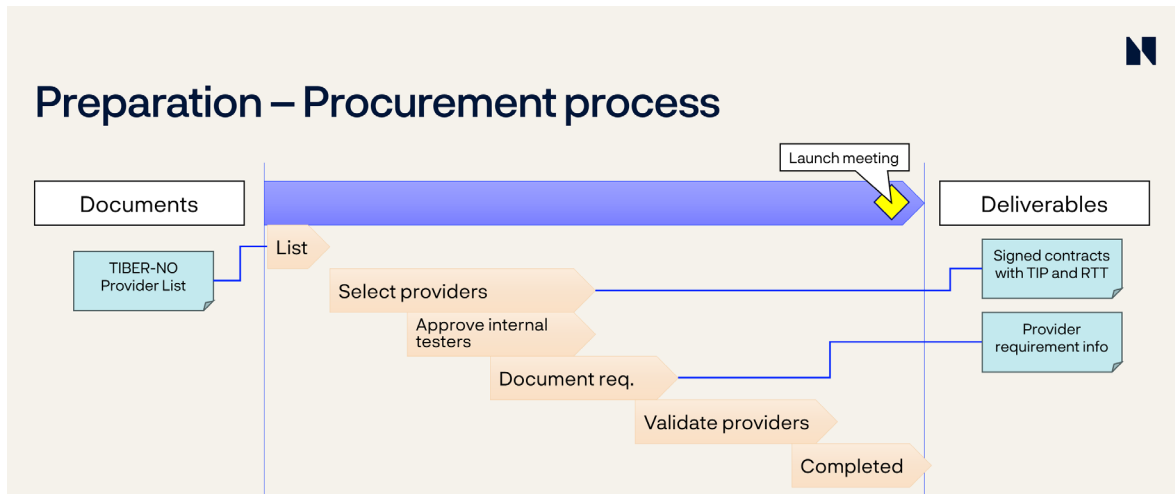 Preparation – Procurement process
Launch meeting
Documents
Deliverables
List
TIBER-NO
Provider List
Signed contracts
with TIP and RTT
Select providers
Approve internal
testers
Provider
requirement info
Document req.
Validate providers
Completed